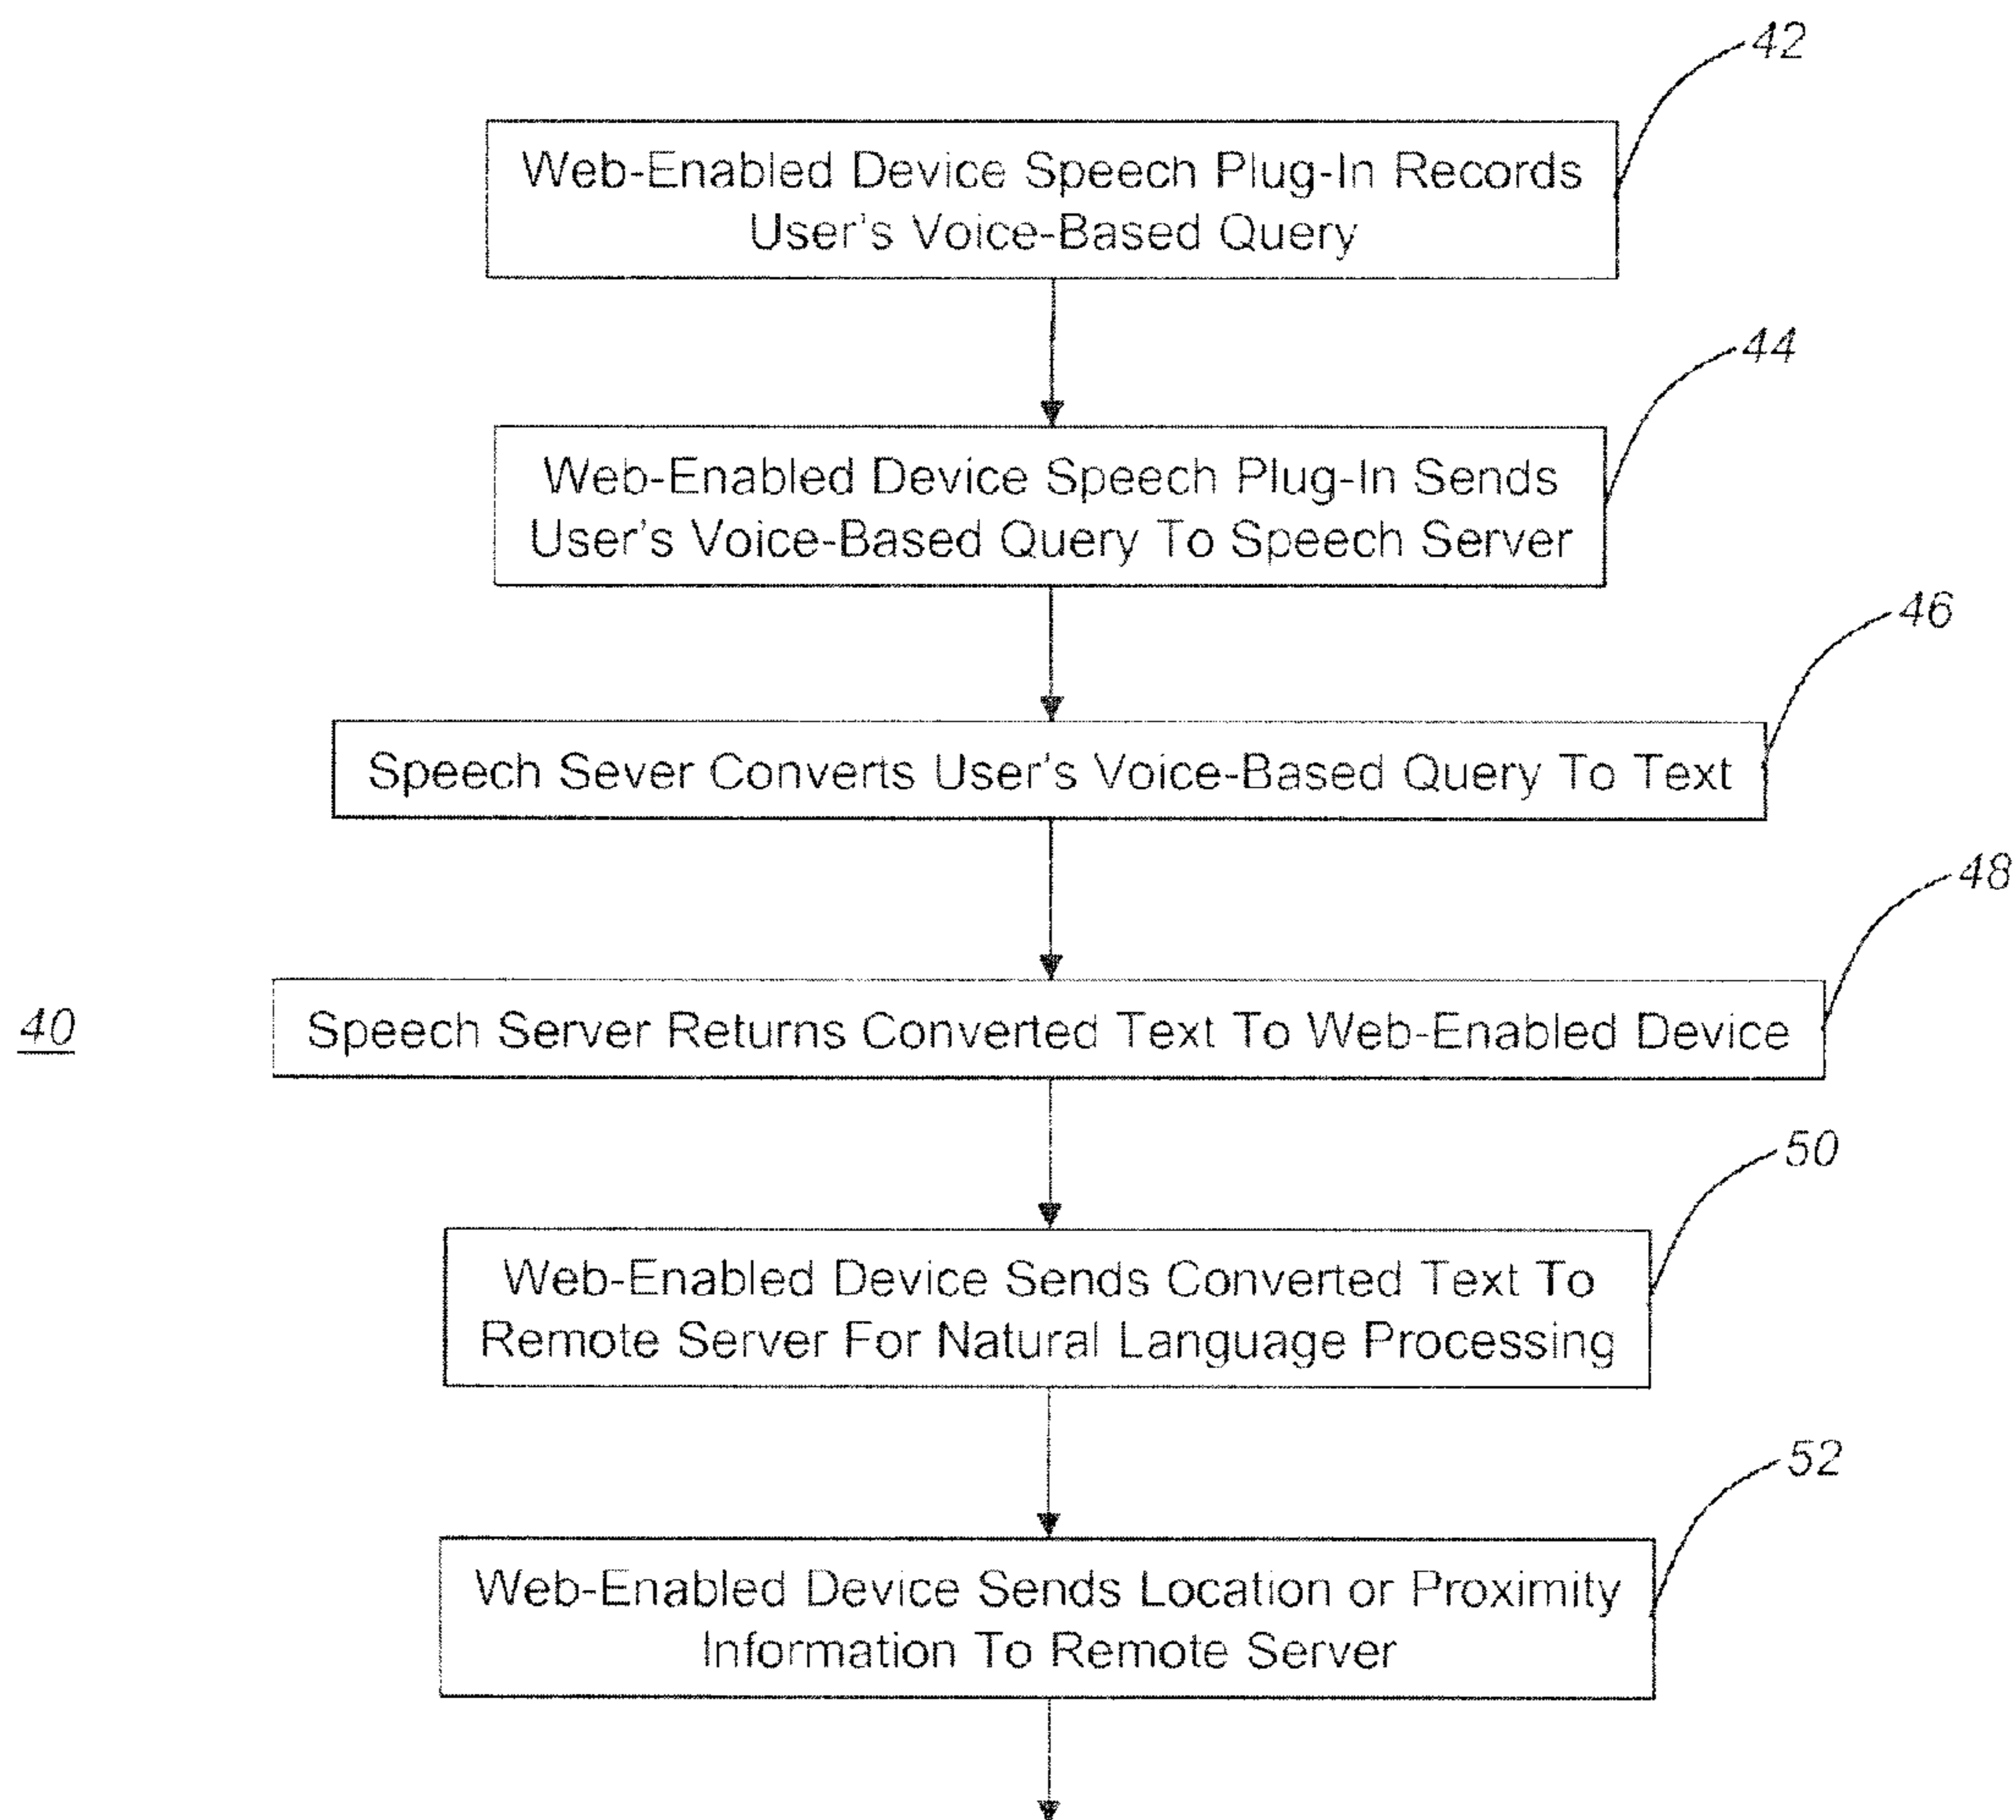 42
Web-Enabled Device Speech Plug-In Records
User's Voice-Based Query
44
Web-Enabled Device Speech Plug-In Sends
User's Voice-Based Query To Speech Server
46
Speech Sever Converts User's Voice-Based Query To Text
48
40
Speech Server Returns Converted Text To Web-Enabled Device
50
Web-Enabled Device Sends Converted Text To
Remote Server For Natural Language Processing
52
Web-Enabled Device Sends Location or Proximity
Information To Remote Server